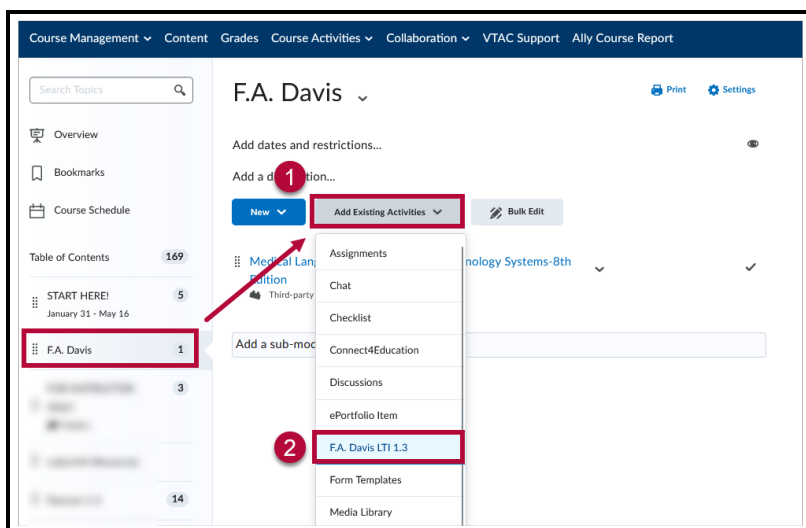 Course Management Content Grades Course Activities Collaboration VTAC Support Ally Course Report
Search Topics
Overview
Bookmarks
Course Schedule
Table of Contents 169
START HERE! 5
January 31 - May 16
F.A. Davis 1
3
14
F.A. Davis
Print Settings
Add dates and restrictions...
1
Add a d tion...
New Add Existing Activities Bulk Edit
Medical Lan nology Systems-8th
Edition
Third-party
Add a sub-mod
Assignments
Chat
Checklist
Connect4Education
Discussions
ePortfolio Item
2 F.A. Davis LTI 1.3
Form Templates
Media Library